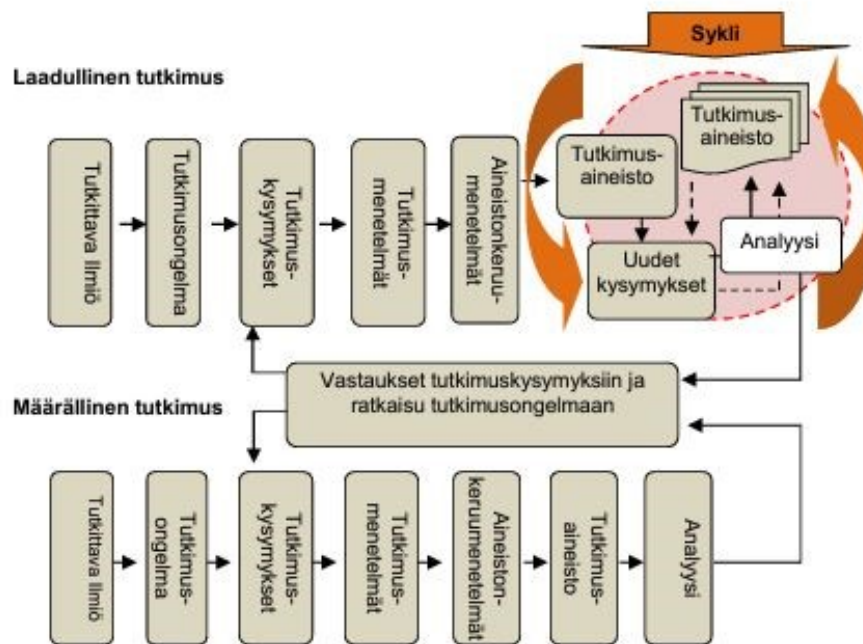 Sykli
Laadullinen tutkimus
Tutkittava Ilmiö
Tutkimusongelma
Tutkimus-
kysymykset
Tutkimus-
menetelmät
Aineistonkeruu-
menetelmät
Tutkimus-
aineisto
Tutkimus-
aineisto
Uudet
kysymykset
Analyysi
Vastaukset tutkimuskysymyksiin ja
ratkaisu tutkimusongelmaan
Määrällinen tutkimus
Tutkittava Ilmiö
Tutkimus-
ongelma
Tutkimus-
kysymykset
Tutkimus-
menetelmät
Aineiston-
keruumenetelmät
Tutkimus-
aineisto
Analyysi